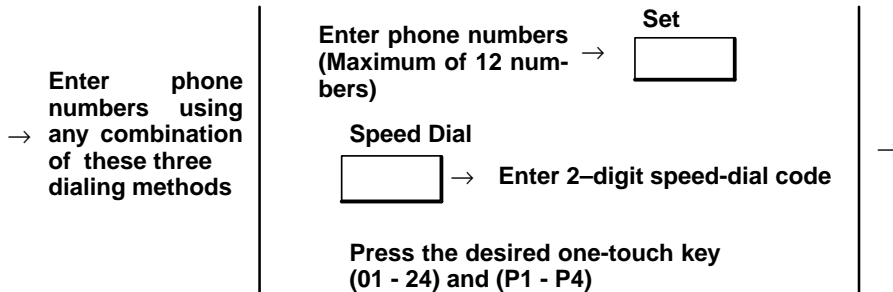 → Enter phone
numbers using
any combination
of these three
dialing methods
Enter phone numbers → Set
(Maximum of 12 num-
bers)
Speed Dial
→ Enter 2–digit speed-dial code
Press the desired one-touch key
(01 - 24) and (P1 - P4)
→